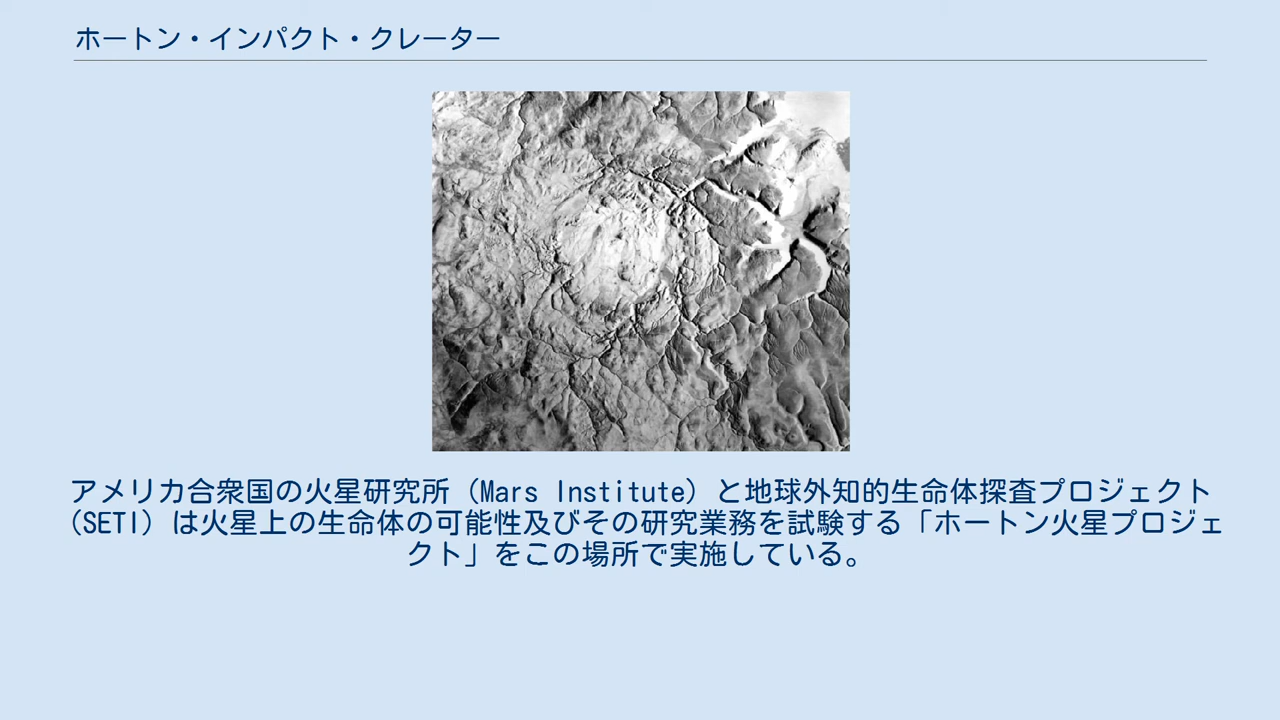 ホートン・インパクト・クレーター
アメリカ合衆国の火星研究所（Mars Institute）と地球外知的生命体探査プロジェクト
(SETI）は火星上の生命体の可能性及びその研究業務を試験する「ホートン火星プロジェ
クト」をこの場所で実施している。